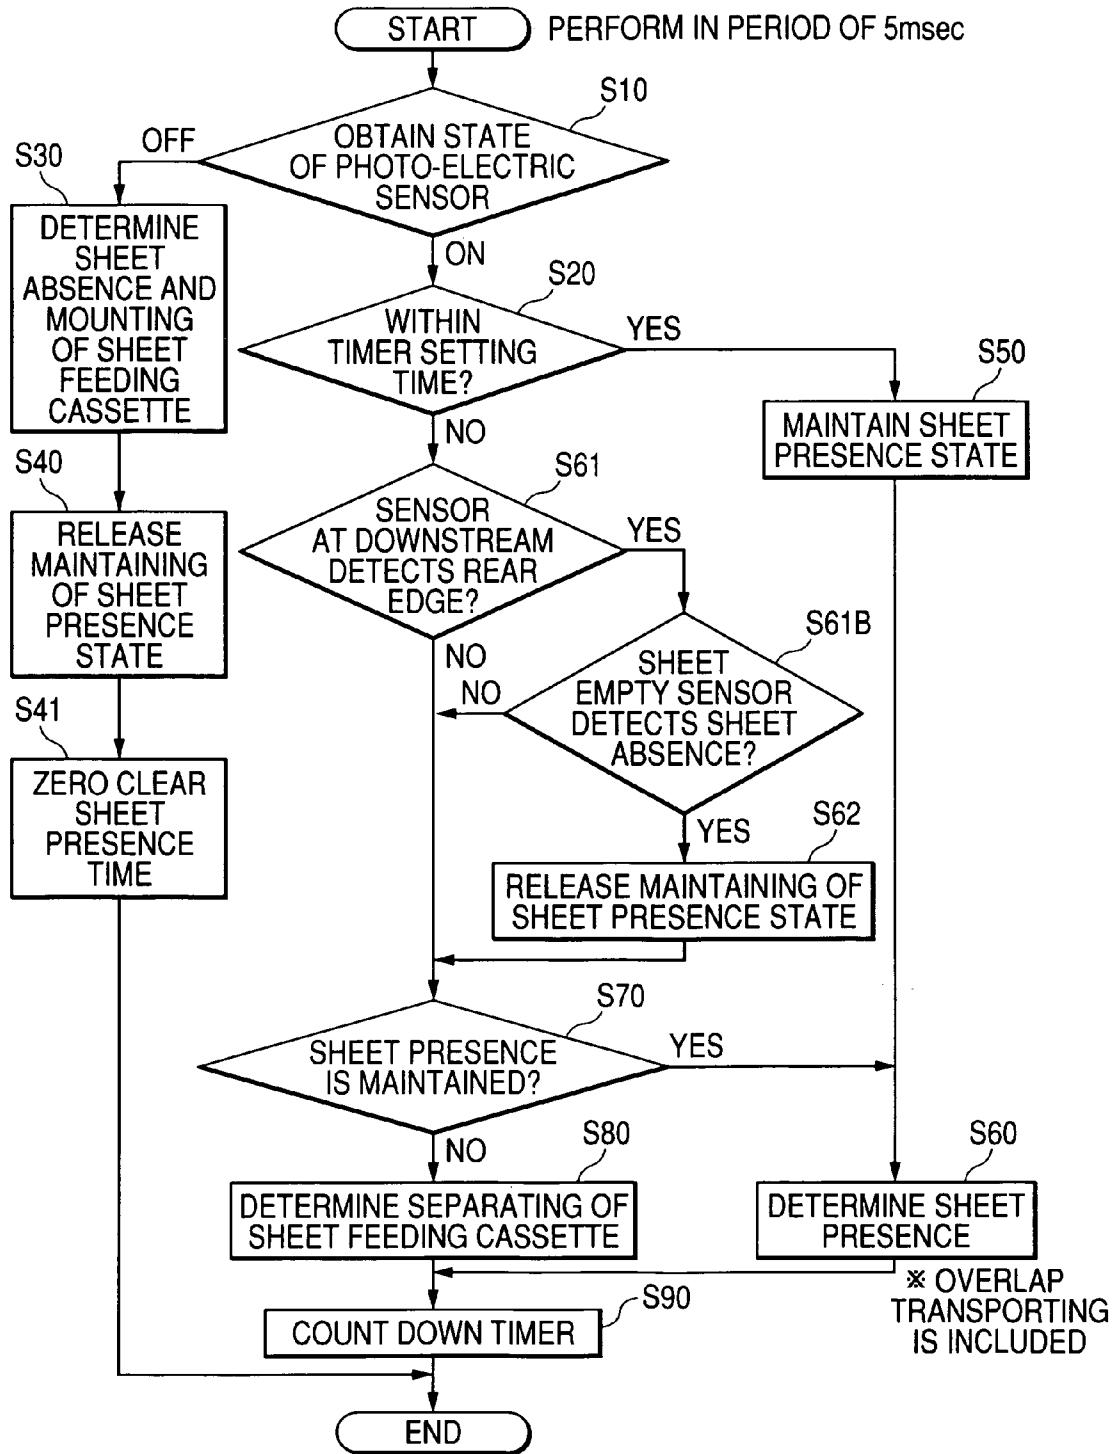 START
PERFORM IN PERIOD OF 5msec
S10
OBTAIN STATE
OF PHOTO-ELECTRIC
SENSOR
OFF
ON
S30
DETERMINE
SHEET
ABSENCE AND
MOUNTING
OF SHEET
FEEDING
CASSETTE
S20
WITHIN
TIMER SETTING
TIME?
YES
NO
S50
MAINTAIN SHEET
PRESENCE STATE
S40
RELEASE
MAINTAINING
OF SHEET
PRESENCE
STATE
S61
SENSOR
AT DOWNSTREAM
DETECTS REAR
EDGE?
YES
NO
S61B
SHEET
EMPTY SENSOR
DETECTS SHEET
ABSENCE?
NO
YES
S41
ZERO CLEAR
SHEET
PRESENCE
TIME
S62
RELEASE MAINTAINING OF
SHEET PRESENCE STATE
S70
SHEET PRESENCE
IS MAINTAINED?
YES
NO
S80
DETERMINE SEPARATING OF
SHEET FEEDING CASSETTE
S60
DETERMINE SHEET
PRESENCE
※ OVERLAP
TRANSPORTING
IS INCLUDED
S90
COUNT DOWN TIMER
END